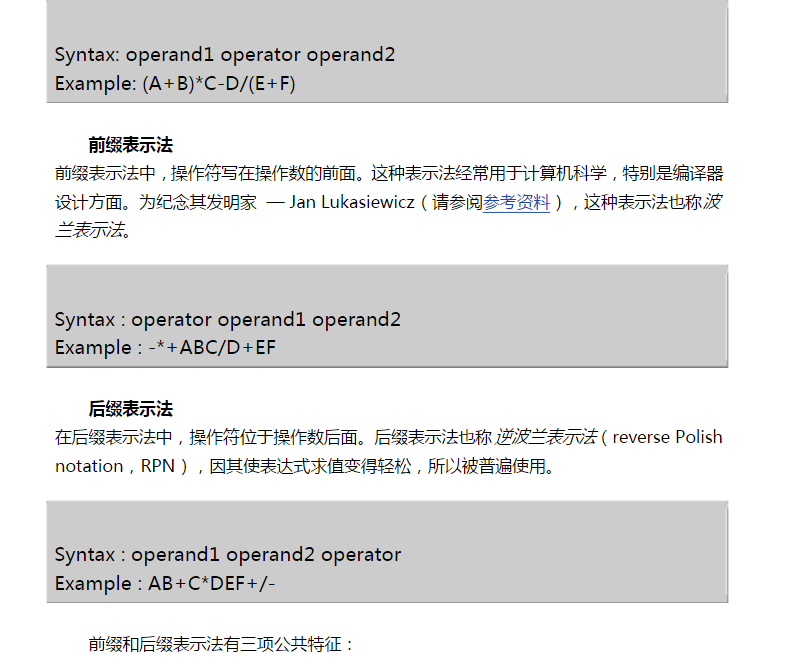 Syntax: operand1 operator operand2
Example: (A+B)*C-D/(E+F)
前缀表示法
前缀表示法中，操作符写在操作数的前面。这种表示法经常用于计算机科学，特别是编译器
设计方面。为纪念其发明家 — Jan Lukasiewicz（请参阅参考资料），这种表示法也称波
兰表示法。
Syntax : operator operand1 operand2
Example : -*+ABC/D+EF
后缀表示法
在后缀表示法中，操作符位于操作数后面。后缀表示法也称逆波兰表示法（reverse Polish
notation，RPN），因其使表达式求值变得轻松，所以被普遍使用。
Syntax : operand1 operand2 operator
Example : AB+C*DEF+/-
前缀和后缀表示法有三项公共特征：